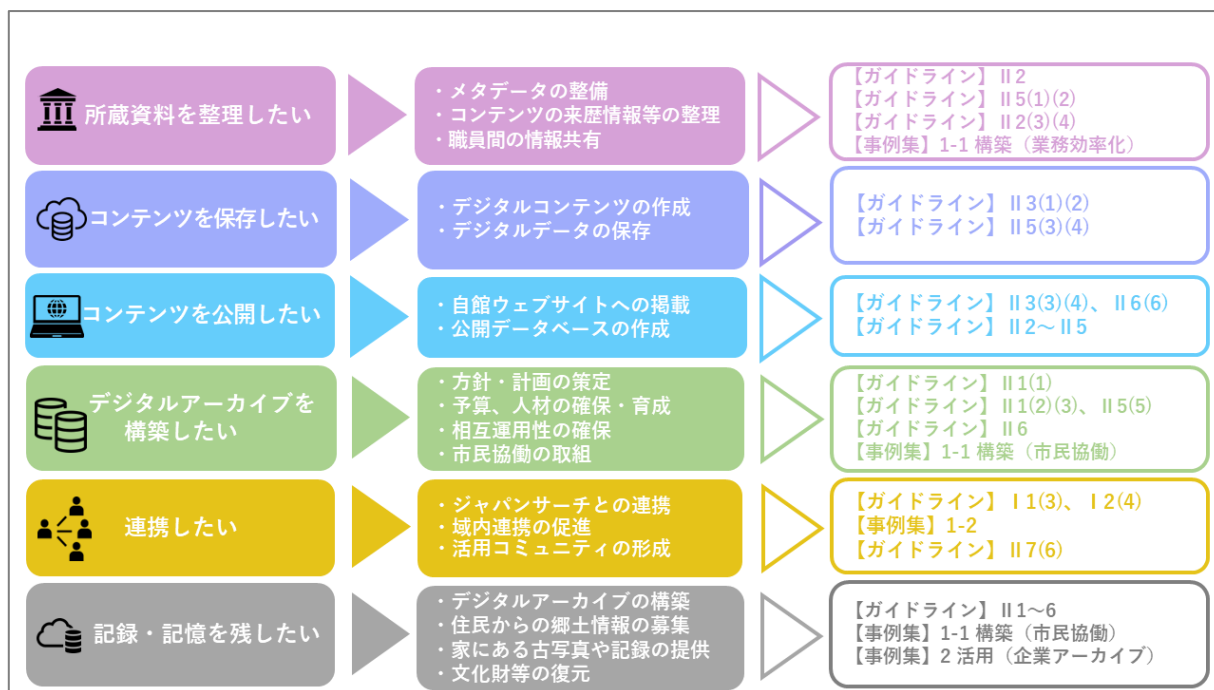 所蔵資料を整理したい
・メタデータの整備
・コンテンツの来歴情報等の整理
・職員間の情報共有
【ガイドライン】Ⅱ2
【ガイドライン】Ⅱ5(1)(2)
【ガイドライン】Ⅱ2(3)(4)
【事例集】1-1 構築（業務効率化）
コンテンツを保存したい
・デジタルコンテンツの作成
・デジタルデータの保存
【ガイドライン】Ⅱ3(1)(2)
【ガイドライン】Ⅱ5(3)(4)
コンテンツを公開したい
・自館ウェブサイトへの掲載
・公開データベースの作成
【ガイドライン】Ⅱ3(3)(4)、Ⅱ6(6)
【ガイドライン】Ⅱ2～Ⅱ5
デジタルアーカイブを
構築したい
・方針・計画の策定
・予算、人材の確保・育成
・相互運用性の確保
・市民協働の取組
【ガイドライン】Ⅱ1(1)
【ガイドライン】Ⅱ1(2)(3)、Ⅱ5(5)
【ガイドライン】Ⅱ6
【事例集】1-1 構築（市民協働）
連携したい
・ジャパンサーチとの連携
・域内連携の促進
・活用コミュニティの形成
【ガイドライン】Ⅰ1(3)、Ⅰ2(4)
【事例集】1-2
【ガイドライン】Ⅱ7(6)
記録・記憶を残したい
・デジタルアーカイブの構築
・住民からの郷土情報の募集
・家にある古写真や記録の提供
・文化財等の復元
【ガイドライン】Ⅱ1～6
【事例集】1-1 構築（市民協働）
【事例集】2 活用（企業アーカイブ）